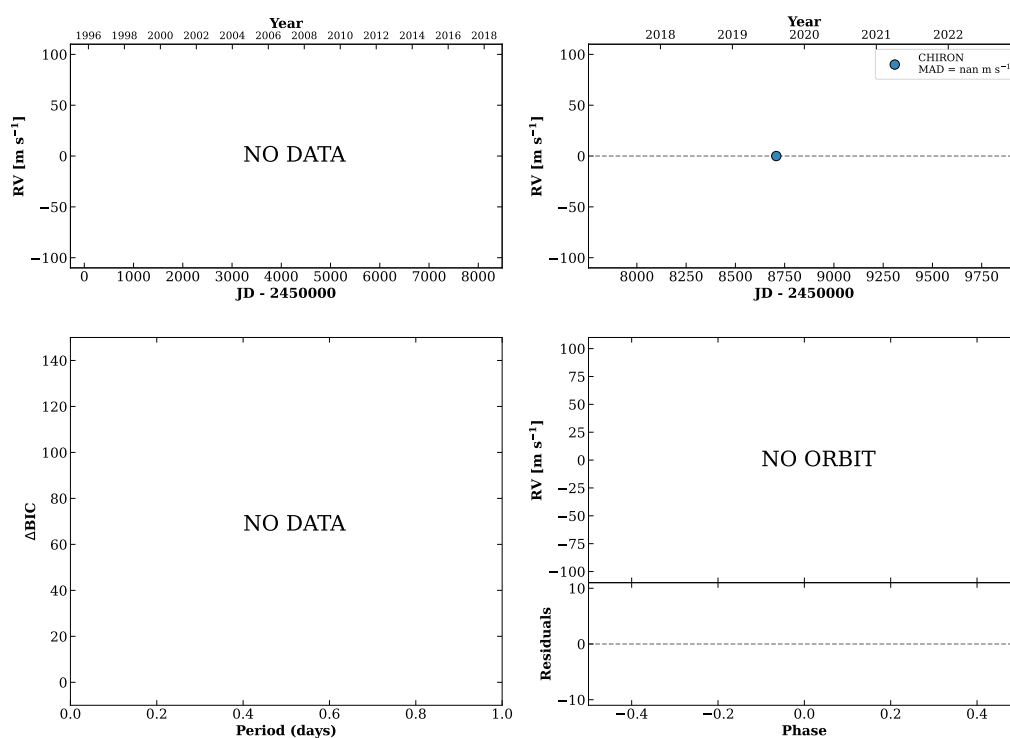 Year
1996 1998 2000 2002 2004 2006 2008 2010 2012 2014 2016 2018
100
50
0
−50
−100
RV [m s⁻¹]
NO DATA
0 1000 2000 3000 4000 5000 6000 7000 8000
JD - 2450000
Year
2018 2019 2020 2021 2022
CHIRON
MAD = nan m s⁻¹
100
50
0
−50
−100
RV [m s⁻¹]
8000 8250 8500 8750 9000 9250 9500 9750
JD - 2450000
140
120
100
80
60
40
20
0
ΔBIC
NO DATA
0.0 0.2 0.4 0.6 0.8 1.0
Period (days)
100
75
50
25
0
−25
−50
−75
−100
RV [m s⁻¹]
NO ORBIT
10
0
−10
Residuals
−0.4 −0.2 0.0 0.2 0.4
Phase